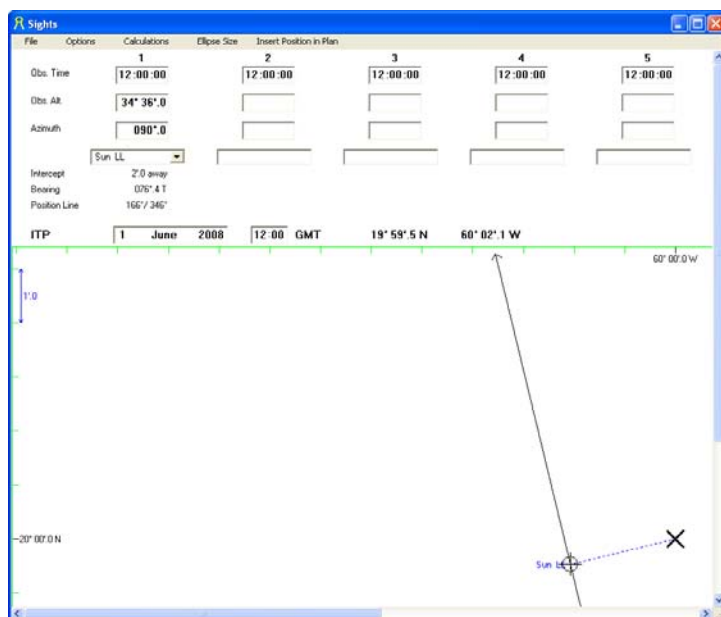 Sights
File Options Calculations Ellipse Size Insert Position in Plan
1 2 3 4 5
Obs. Time 12:00:00 12:00:00 12:00:00 12:00:00 12:00:00
Obs. Alt. 34° 36'.0
Azimuth 090°.0
Sun LL
Intercept 2'.0 away
Bearing 076°.4 T
Position Line 166°/ 346°
ITP 1 June 2008 12:00 GMT 19° 59'.5 N 60° 02'.1 W
60° 00'.0 W
1'.0
20° 00'.0 N
Sun LL